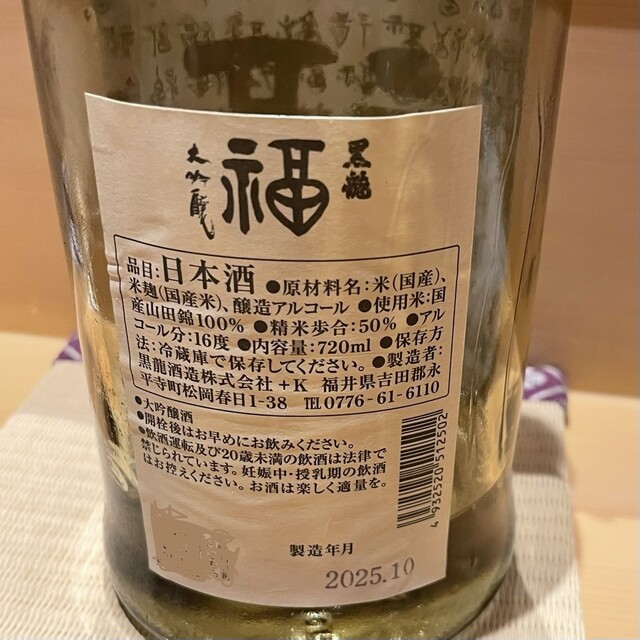 黒龍
福
大吟醸
品目:日本酒 ●原材料名:米(国産)、
米麹(国産米)、醸造アルコール ●使用米:国
産山田錦100% ●精米歩合:50% ●アル
コール分:16度 ●内容量:720ml ●保存方
法:冷蔵庫で保存してください。●製造者:
黒龍酒造株式会社+K 福井県吉田郡永
平寺町松岡春日1-38 TEL0776-61-6110
●大吟醸酒
●開栓後はお早めにお飲みください。
●飲酒運転及び20歳未満の飲酒は法律で
禁じられています。妊娠中・授乳期の飲酒
はお控えください。お酒は楽しく適量を。
4932520512502
製造年月
2025.10